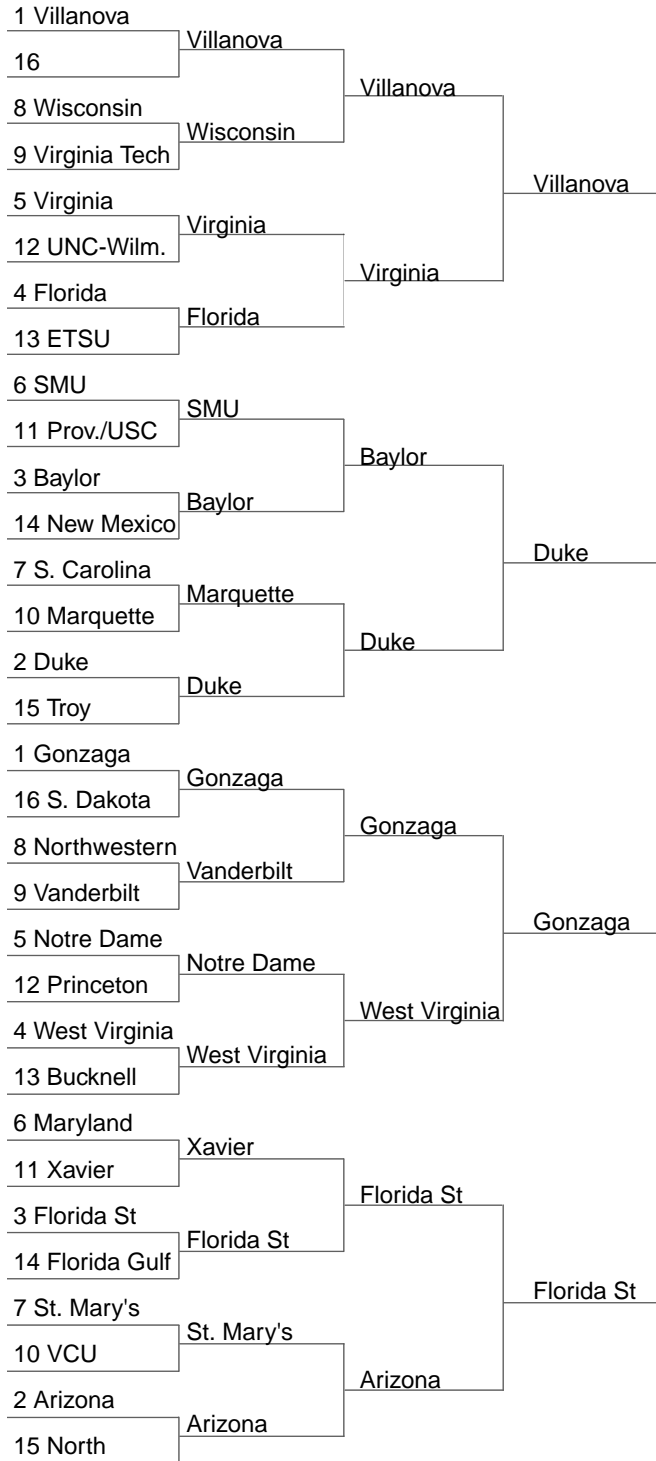 1 Villanova
16
8 Wisconsin
9 Virginia Tech
5 Virginia
12 UNC-Wilm.
4 Florida
13 ETSU
6 SMU
11 Prov./USC
3 Baylor
14 New Mexico
7 S. Carolina
10 Marquette
2 Duke
15 Troy
1 Gonzaga
16 S. Dakota
8 Northwestern
9 Vanderbilt
5 Notre Dame
12 Princeton
4 West Virginia
13 Bucknell
6 Maryland
11 Xavier
3 Florida St
14 Florida Gulf
7 St. Mary's
10 VCU
2 Arizona
15 North
Villanova
Wisconsin
Virginia
Florida
SMU
Baylor
Marquette
Duke
Gonzaga
Vanderbilt
Notre Dame
West Virginia
Xavier
Florida St
St. Mary's
Arizona
Villanova
Virginia
Baylor
Duke
Gonzaga
West Virginia
Florida St
Arizona
Villanova
Duke
Gonzaga
Florida St